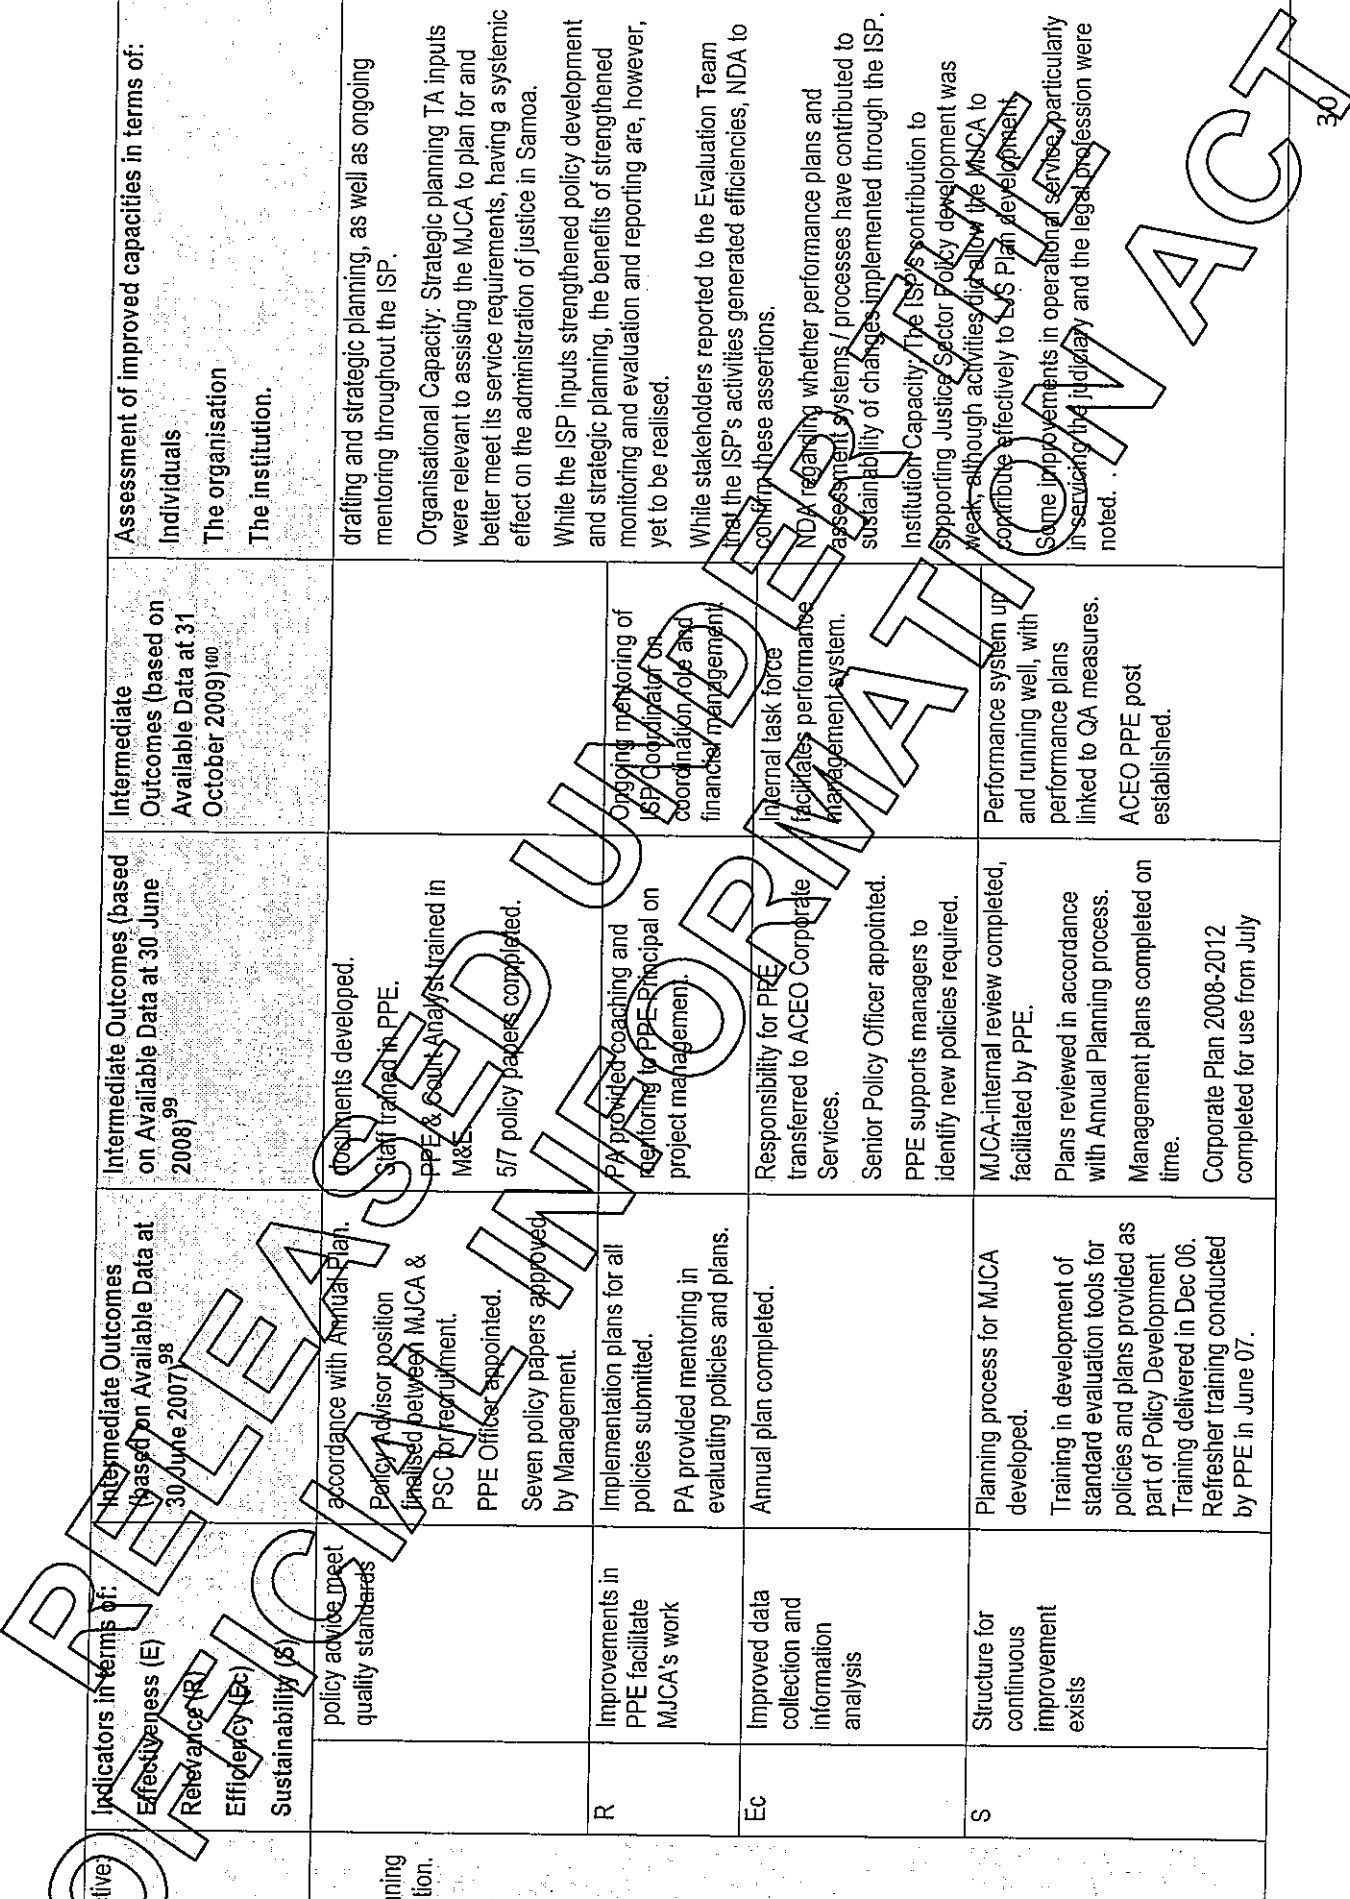 ctive:
nning
tion.
Indicators in terms of:
Effectiveness (E)
Relevance (R)
Efficiency (Ec)
Sustainability (S)
Intermediate Outcomes
(based on Available Data at
30 June 2007)98
Intermediate Outcomes (based
on Available Data at 30 June
2008)99
Intermediate
Outcomes (based on
Available Data at 31
October 2009)100
Assessment of improved capacities in terms of:
Individuals
The organisation
The institution.
policy advice meet
quality standards
accordance with Annual Plan.
Policy Advisor position
finalised between MJCA &
PSC for recruitment.
PPE Officer appointed.
Seven policy papers approved
by Management.
documents developed.
Staff trained in PPE.
PPE & Court Analyst trained in
M&E.
5/7 policy papers completed.
drafting and strategic planning, as well as ongoing
mentoring throughout the ISP.
Organisational Capacity: Strategic planning TA inputs
were relevant to assisting the MJCA to plan for and
better meet its service requirements, having a systemic
effect on the administration of justice in Samoa.
While the ISP inputs strengthened policy development
and strategic planning, the benefits of strengthened
monitoring and evaluation and reporting are, however,
yet to be realised.
While stakeholders reported to the Evaluation Team
that the ISP's activities generated efficiencies, NDA to
confirm these assertions.
NDA regarding whether performance plans and
assessment systems / processes have contributed to
sustainability of changes implemented through the ISP.
Institution Capacity: The ISP's contribution to
supporting Justice Sector Policy development was
weak, although activities did allow the MJCA to
contribute effectively to LJS Plan development.
Some improvements in operational service, particularly
in servicing the judiciary and the legal profession were
noted. .
R
Improvements in
PPE facilitate
MJCA's work
Implementation plans for all
policies submitted.
PA provided mentoring in
evaluating policies and plans.
PA provided coaching and
mentoring to PPE Principal on
project management.
Ongoing mentoring of
ISP Coordinator on
coordination role and
financial management.
Ec
Improved data
collection and
information
analysis
Annual plan completed.
Responsibility for PPE
transferred to ACEO Corporate
Services.
Senior Policy Officer appointed.
PPE supports managers to
identify new policies required.
Internal task force
facilitates performance
management system.
S
Structure for
continuous
improvement
exists
Planning process for MJCA
developed.
Training in development of
standard evaluation tools for
policies and plans provided as
part of Policy Development
Training delivered in Dec 06.
Refresher training conducted
by PPE in June 07.
MJCA-internal review completed,
facilitated by PPE.
Plans reviewed in accordance
with Annual Planning process.
Management plans completed on
time.
Corporate Plan 2008-2012
completed for use from July
Performance system up
and running well, with
performance plans
linked to QA measures.
ACEO PPE post
established.
30
RELEASED UNDER THE
OFFICIAL INFORMATION ACT